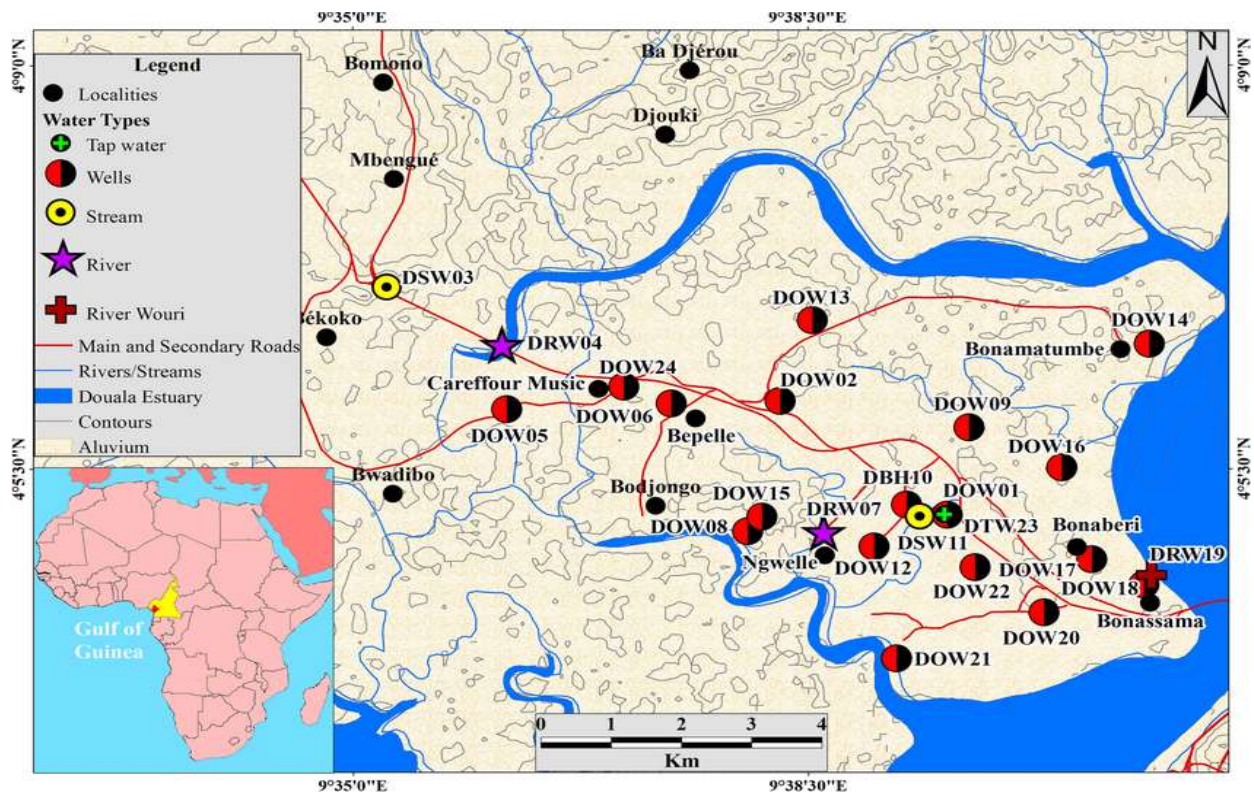 9°35'0"E
9°38'30"E
4°9'0"N
4°9'0"N
N
Legend
Localities
Water Types
Tap water
Wells
Stream
River
River Wouri
Main and Secondary Roads
Rivers/Streams
Douala Estuary
Contours
Aluvium
Bomono
Ba Djérou
Djouki
Mbengué
DSW03
ékoko
DRW04
DOW13
DOW14
Bonamatumbe
DOW24
Careffour Music
DOW02
DOW06
DOW05
Bepelle
DOW09
DOW16
4°5'30"N
4°5'30"N
Bwadibo
Bodjongo
DOW15
DOW08
DRW07
DBH10
DOW01
DTW23
DSW11
Bonaberi
DRW19
Ngwelle
DOW12
DOW17
DOW22
DOW18
Bonassama
DOW20
DOW21
Gulf of
Guinea
0 1 2 3 4
Km
9°35'0"E
9°38'30"E